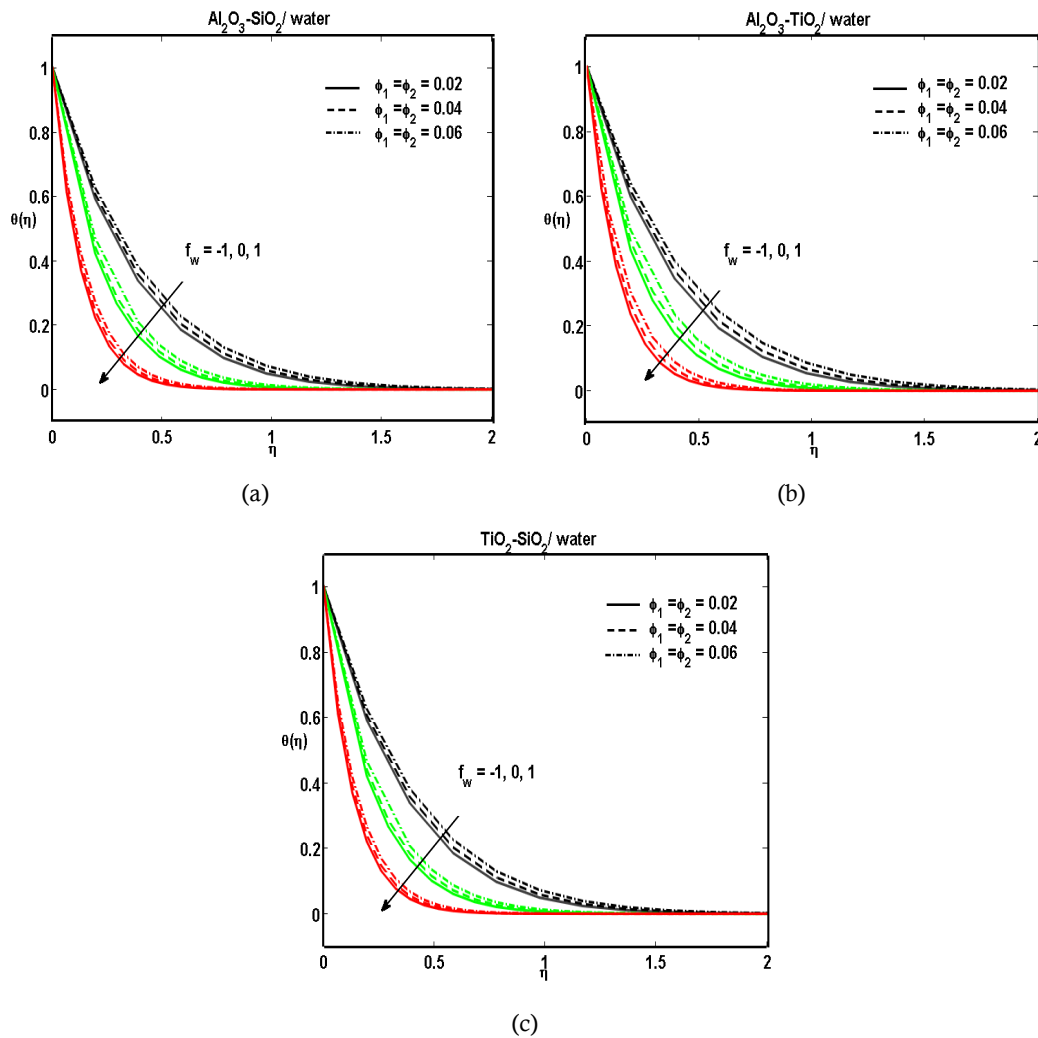 Al₂O₃-SiO₂/ water
ϕ₁ =ϕ₂ = 0.02
ϕ₁ =ϕ₂ = 0.04
ϕ₁ =ϕ₂ = 0.06
f_w = -1, 0, 1
θ(η)
1
0.8
0.6
0.4
0.2
0
0 0.5 1 1.5 2
η
(a)
Al₂O₃-TiO₂/ water
ϕ₁ =ϕ₂ = 0.02
ϕ₁ =ϕ₂ = 0.04
ϕ₁ =ϕ₂ = 0.06
f_w = -1, 0, 1
θ(η)
1
0.8
0.6
0.4
0.2
0
0 0.5 1 1.5 2
η
(b)
TiO₂-SiO₂/ water
ϕ₁ =ϕ₂ = 0.02
ϕ₁ =ϕ₂ = 0.04
ϕ₁ =ϕ₂ = 0.06
f_w = -1, 0, 1
θ(η)
1
0.8
0.6
0.4
0.2
0
0 0.5 1 1.5 2
η
(c)